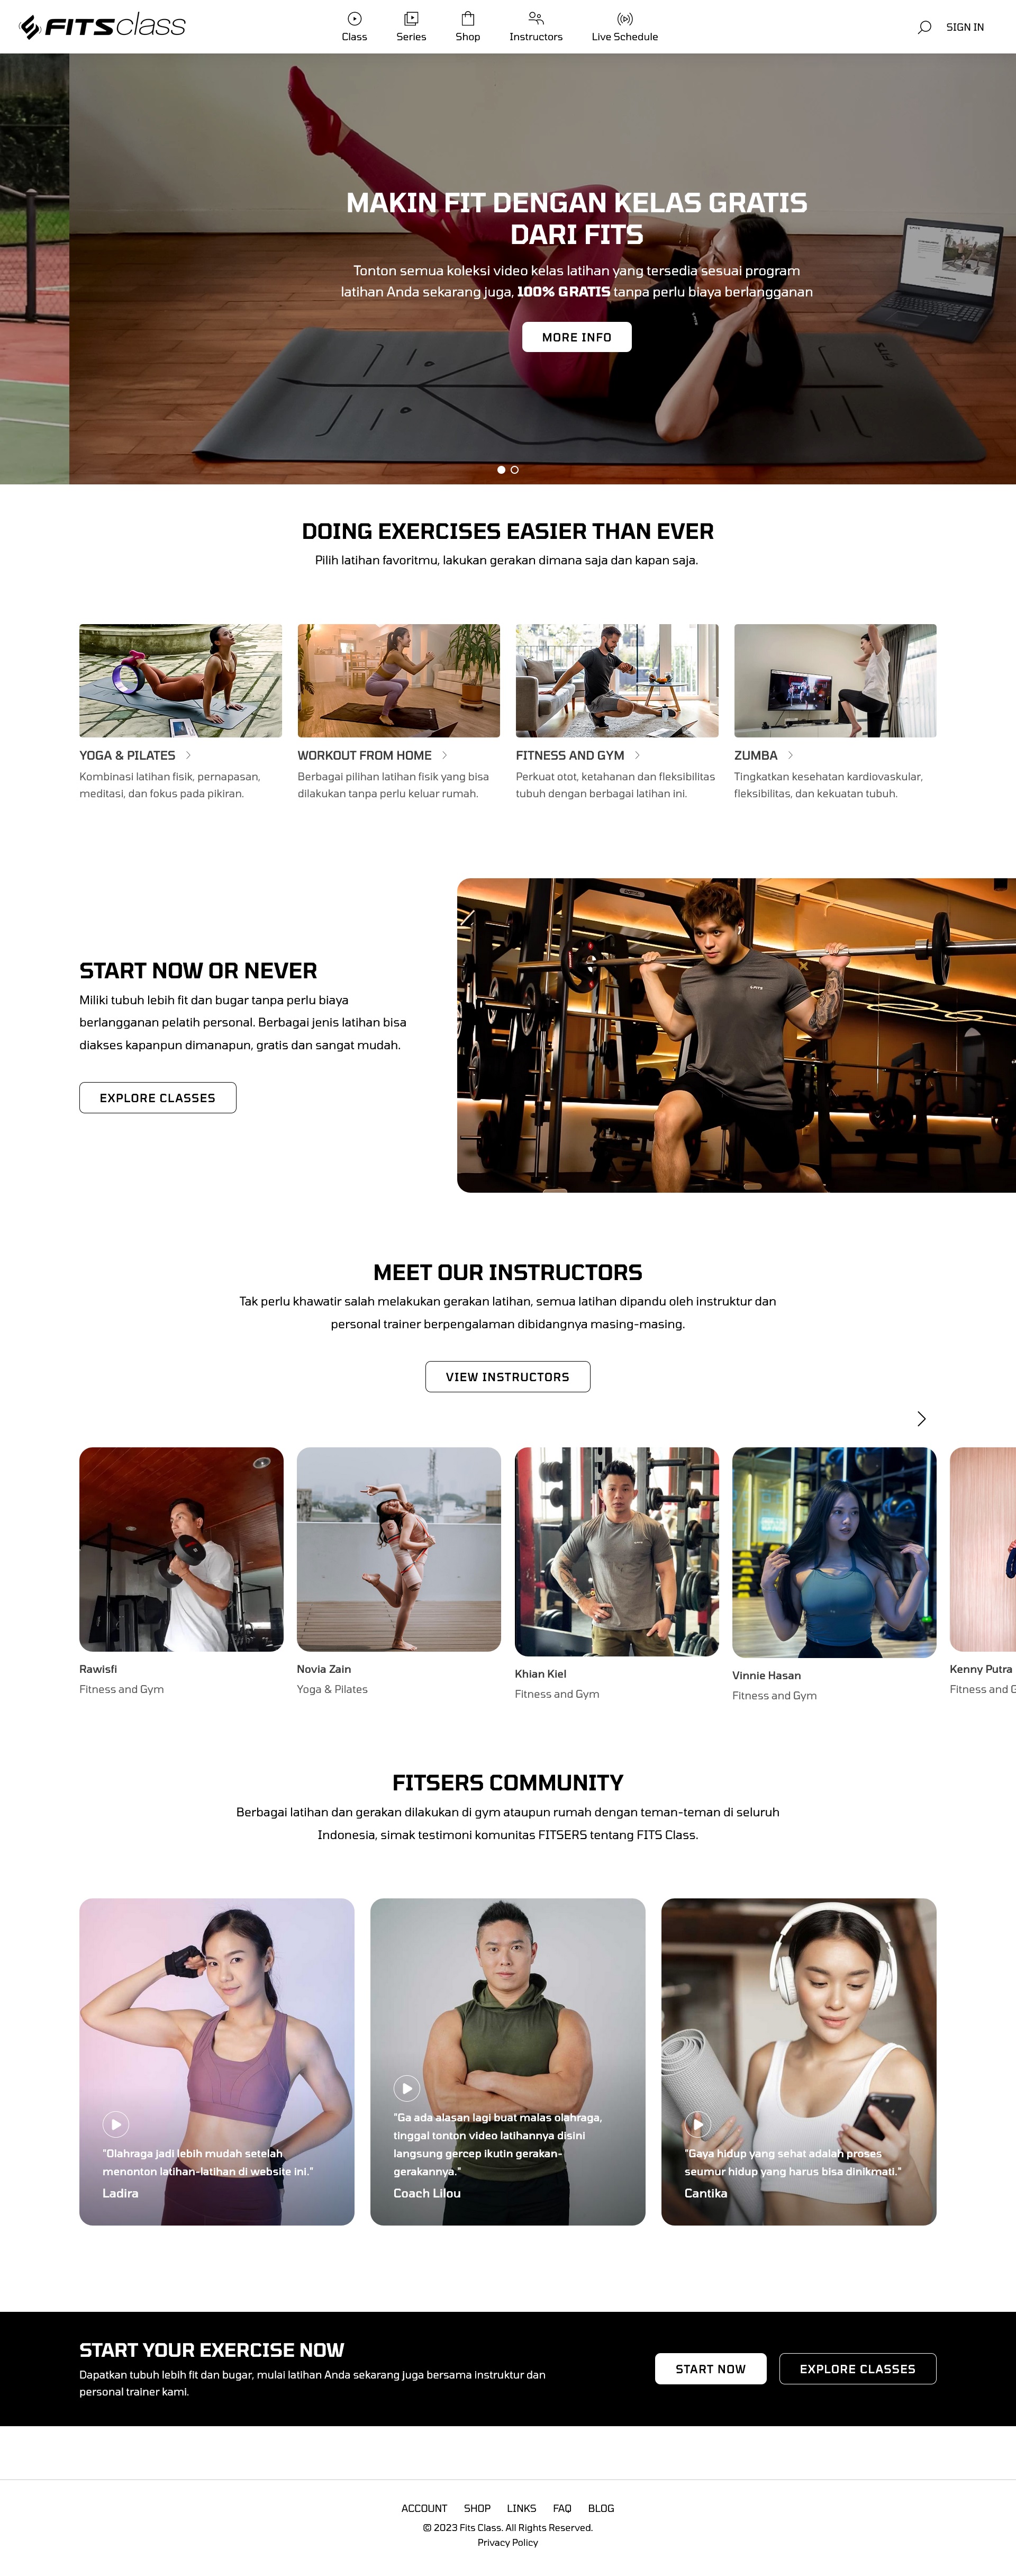 FITSclass
Class
Series
Shop
Instructors
Live Schedule
SIGN IN
MAKIN FIT DENGAN KELAS GRATIS
DARI FITS
Tonton semua koleksi video kelas latihan yang tersedia sesuai program
latihan Anda sekarang juga, 100% GRATIS tanpa perlu biaya berlangganan
MORE INFO
DOING EXERCISES EASIER THAN EVER
Pilih latihan favoritmu, lakukan gerakan dimana saja dan kapan saja.
YOGA & PILATES
Kombinasi latihan fisik, pernapasan,
meditasi, dan fokus pada pikiran.
WORKOUT FROM HOME
Berbagai pilihan latihan fisik yang bisa
dilakukan tanpa perlu keluar rumah.
FITNESS AND GYM
Perkuat otot, ketahanan dan fleksibilitas
tubuh dengan berbagai latihan ini.
ZUMBA
Tingkatkan kesehatan kardiovaskular,
fleksibilitas, dan kekuatan tubuh.
START NOW OR NEVER
Miliki tubuh lebih fit dan bugar tanpa perlu biaya
berlangganan pelatih personal. Berbagai jenis latihan bisa
diakses kapanpun dimanapun, gratis dan sangat mudah.
EXPLORE CLASSES
MEET OUR INSTRUCTORS
Tak perlu khawatir salah melakukan gerakan latihan, semua latihan dipandu oleh instruktur dan
personal trainer berpengalaman dibidangnya masing-masing.
VIEW INSTRUCTORS
Rawisfi
Fitness and Gym
Novia Zain
Yoga & Pilates
Khian Kiel
Fitness and Gym
Vinnie Hasan
Fitness and Gym
Kenny Putra
Fitness and G
FITSERS COMMUNITY
Berbagai latihan dan gerakan dilakukan di gym ataupun rumah dengan teman-teman di seluruh
Indonesia, simak testimoni komunitas FITSERS tentang FITS Class.
"Olahraga jadi lebih mudah setelah
menonton latihan-latihan di website ini."
Ladira
"Ga ada alasan lagi buat malas olahraga,
tinggal tonton video latihannya disini
langsung gercep ikutin gerakan-
gerakannya."
Coach Lilou
"Gaya hidup yang sehat adalah proses
seumur hidup yang harus bisa dinikmati."
Cantika
START YOUR EXERCISE NOW
Dapatkan tubuh lebih fit dan bugar, mulai latihan Anda sekarang juga bersama instruktur dan
personal trainer kami.
START NOW
EXPLORE CLASSES
ACCOUNT
SHOP
LINKS
FAQ
BLOG
© 2023 Fits Class. All Rights Reserved.
Privacy Policy